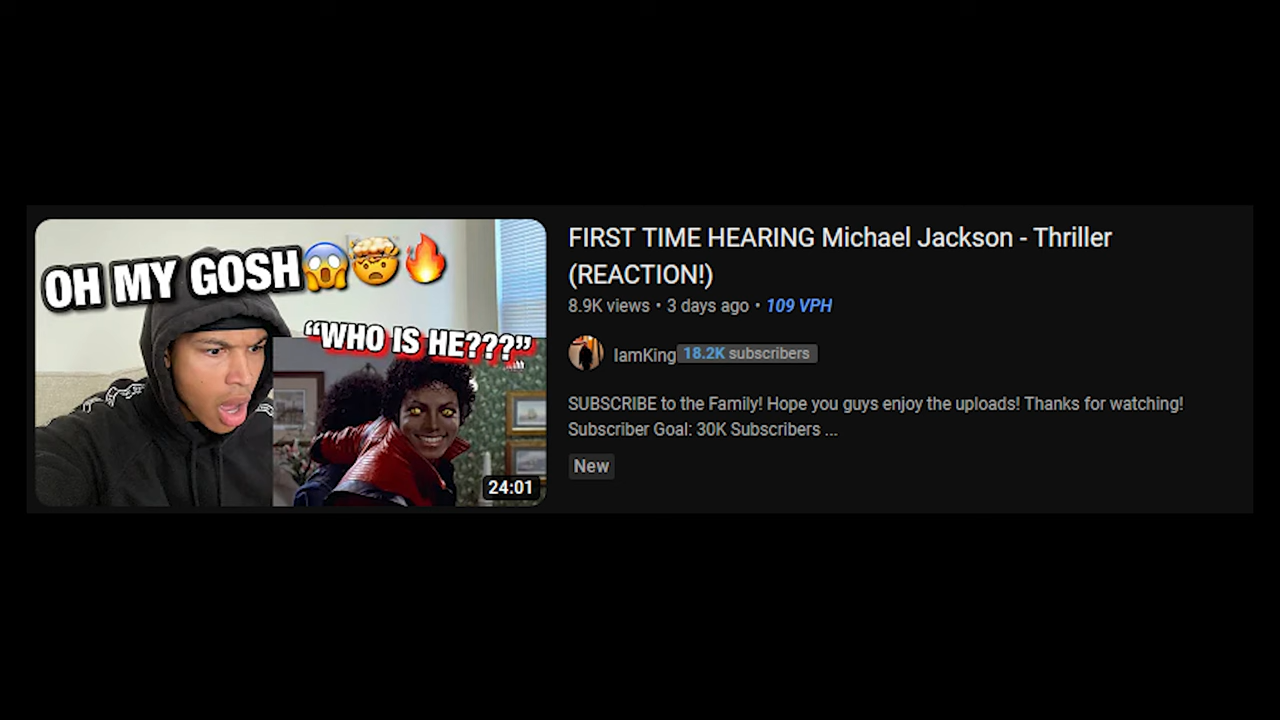 OH MY GOSH😱🤯🔥
“WHO IS HE???”
24:01
FIRST TIME HEARING Michael Jackson - Thriller
(REACTION!)
8.9K views • 3 days ago • 109 VPH
IamKing 18.2K subscribers
SUBSCRIBE to the Family! Hope you guys enjoy the uploads! Thanks for watching!
Subscriber Goal: 30K Subscribers ...
New